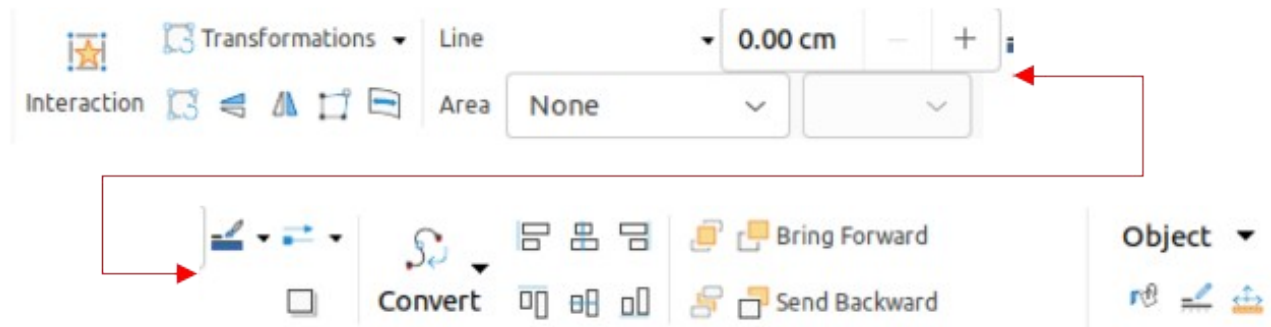 Transformations
Line
0.00 cm
Interaction
Area
None
Bring Forward
Object
Convert
Send Backward